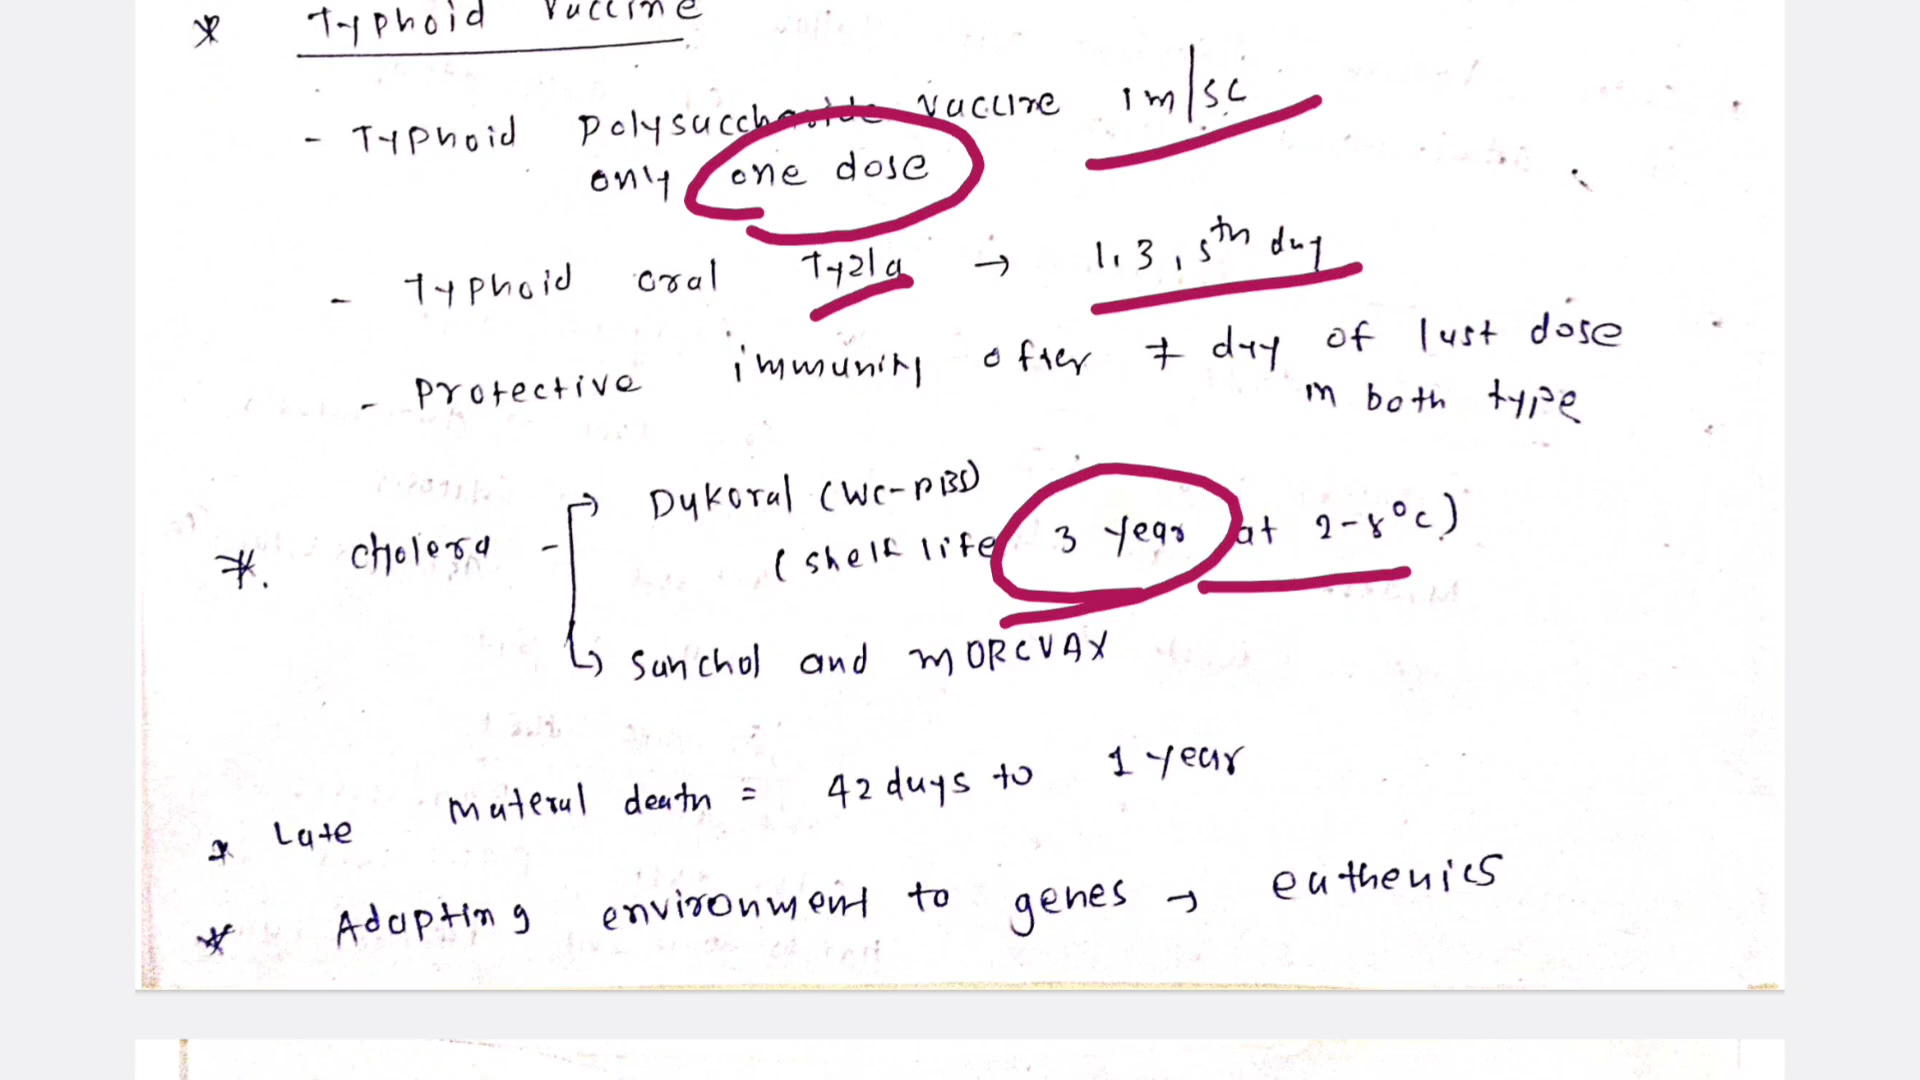 * Typhoid vaccine
- Typhoid polysaccharide vaccine im/sc
only one dose
- Typhoid oral Ty21a → 1, 3, 5th day
- Protective immunity after 7 day of last dose
in both type
*. Cholera - → Dukoral (WC-rBS)
(shelf life 3 year at 2-8°C)
↳ Sanchol and mORCVAX
* Late materal death = 42 days to 1 year
* Adapting environment to genes → euthenics